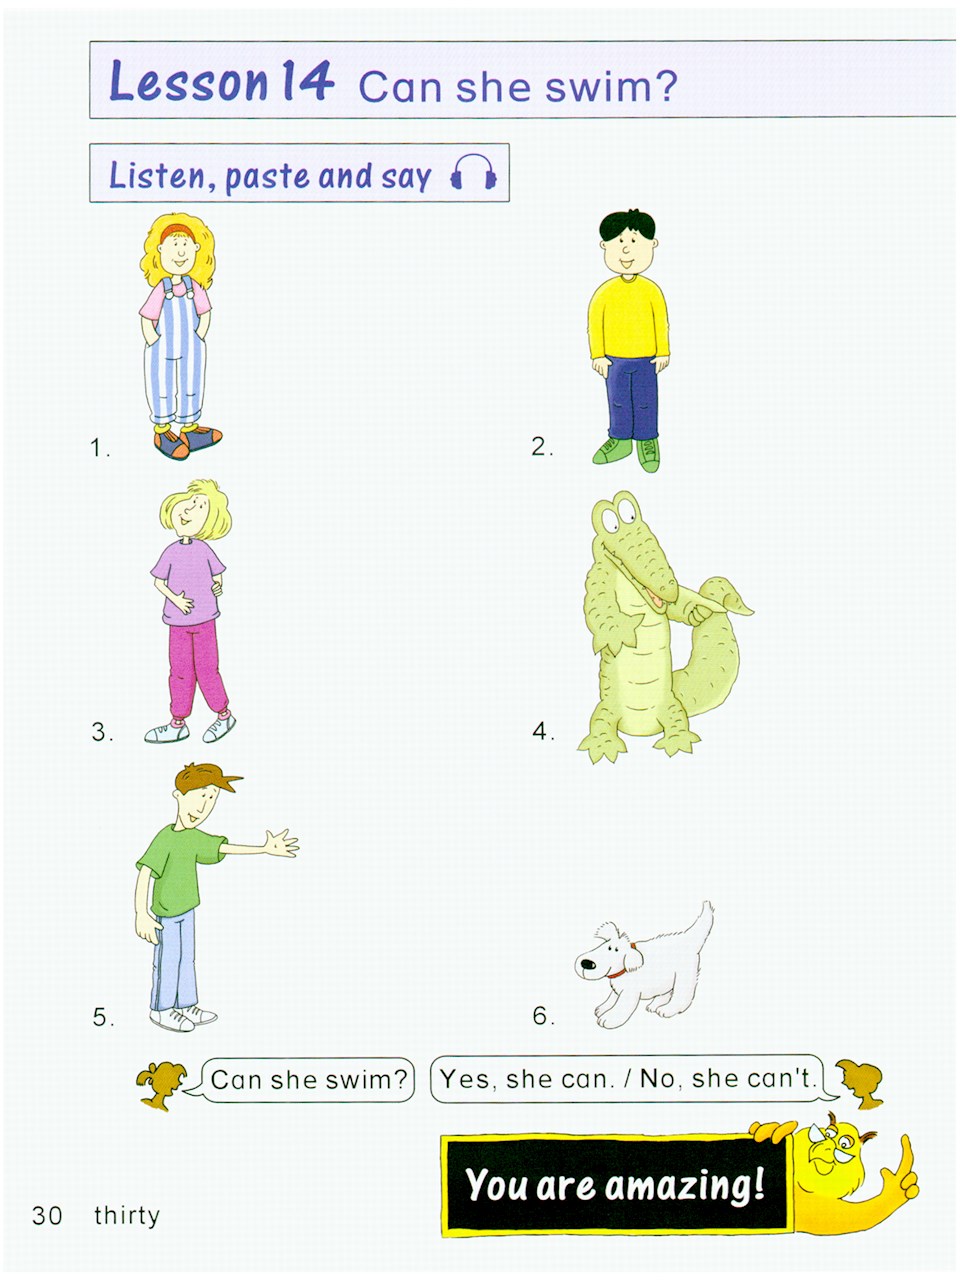 Lesson 14 Can she swim?
Listen, paste and say
1.
2.
3.
4.
5.
6.
Can she swim?
Yes, she can. / No, she can't.
You are amazing!
30 thirty